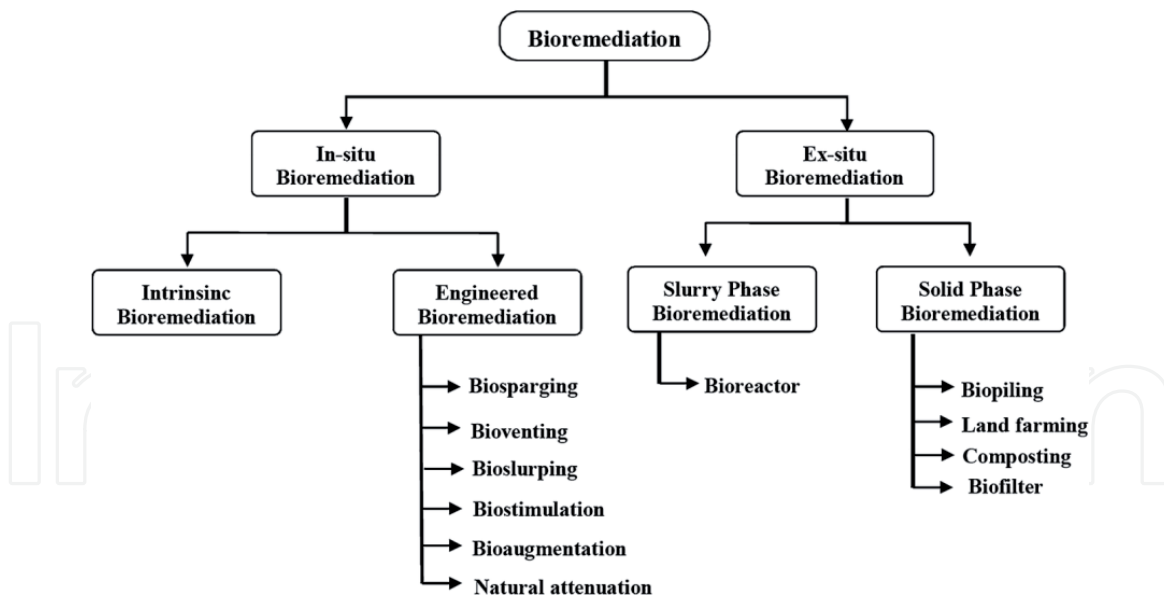 Bioremediation
In-situ
Bioremediation
Ex-situ
Bioremediation
Intrinsinc
Bioremediation
Engineered
Bioremediation
Slurry Phase
Bioremediation
Solid Phase
Bioremediation
Biosparging
Bioventing
Bioslurping
Biostimulation
Bioaugmentation
Natural attenuation
Bioreactor
Biopiling
Land farming
Composting
Biofilter